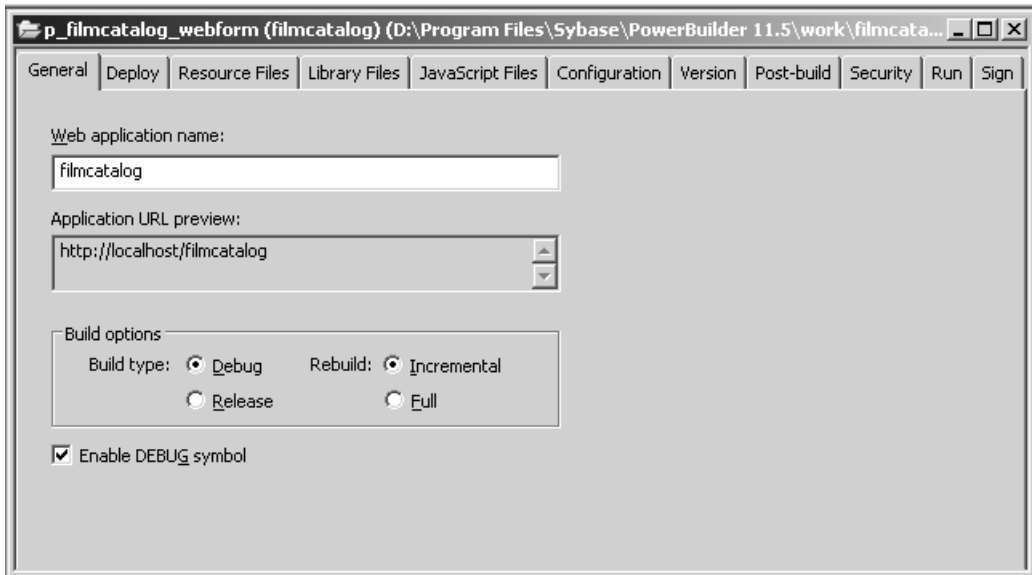 p_filmcatalog_webform (filmcatalog) (D:\Program Files\Sybase\PowerBuilder 11.5\work\filmcata...
General Deploy Resource Files Library Files JavaScript Files Configuration Version Post-build Security Run Sign
Web application name:
filmcatalog
Application URL preview:
http://localhost/filmcatalog
Build options
Build type: Debug Rebuild: Incremental
Release Full
Enable DEBUG symbol